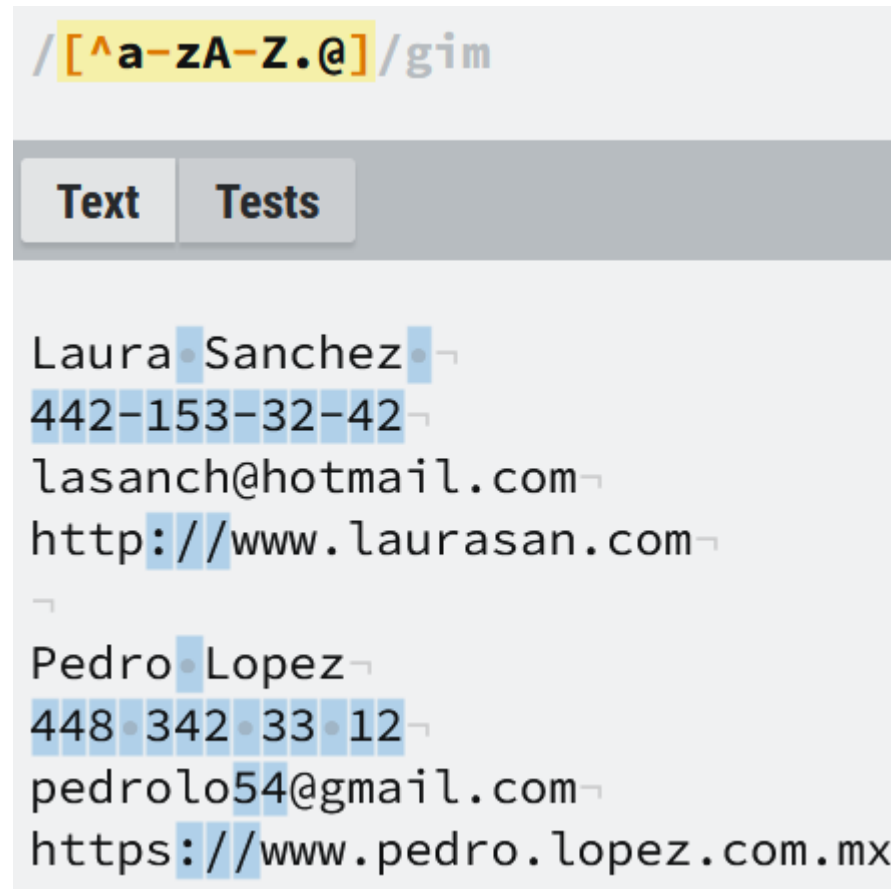 /[^a-zA-Z.@]/gim
Text Tests
Laura Sanchez
442-153-32-42
lasanch@hotmail.com
http://www.laurasan.com
Pedro Lopez
448 342 33 12
pedrolo54@gmail.com
https://www.pedro.lopez.com.mx